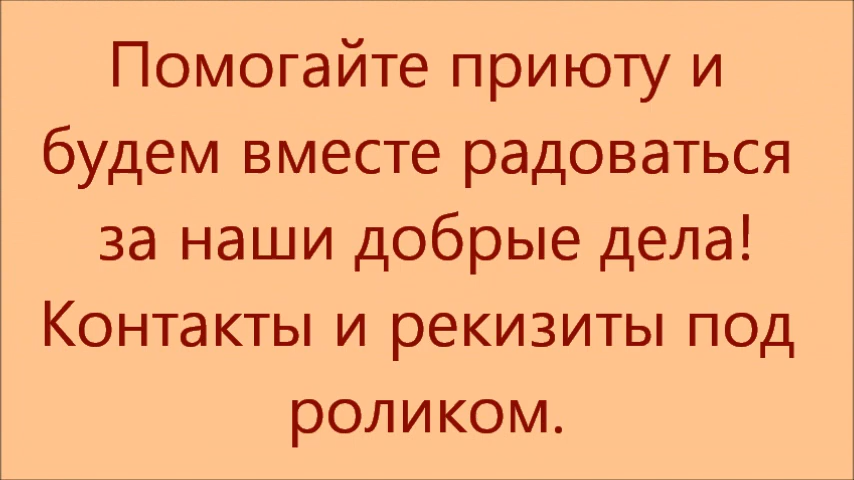 Помогайте приюту и
будем вместе радоваться
за наши добрые дела!
Контакты и рекизиты под
роликом.